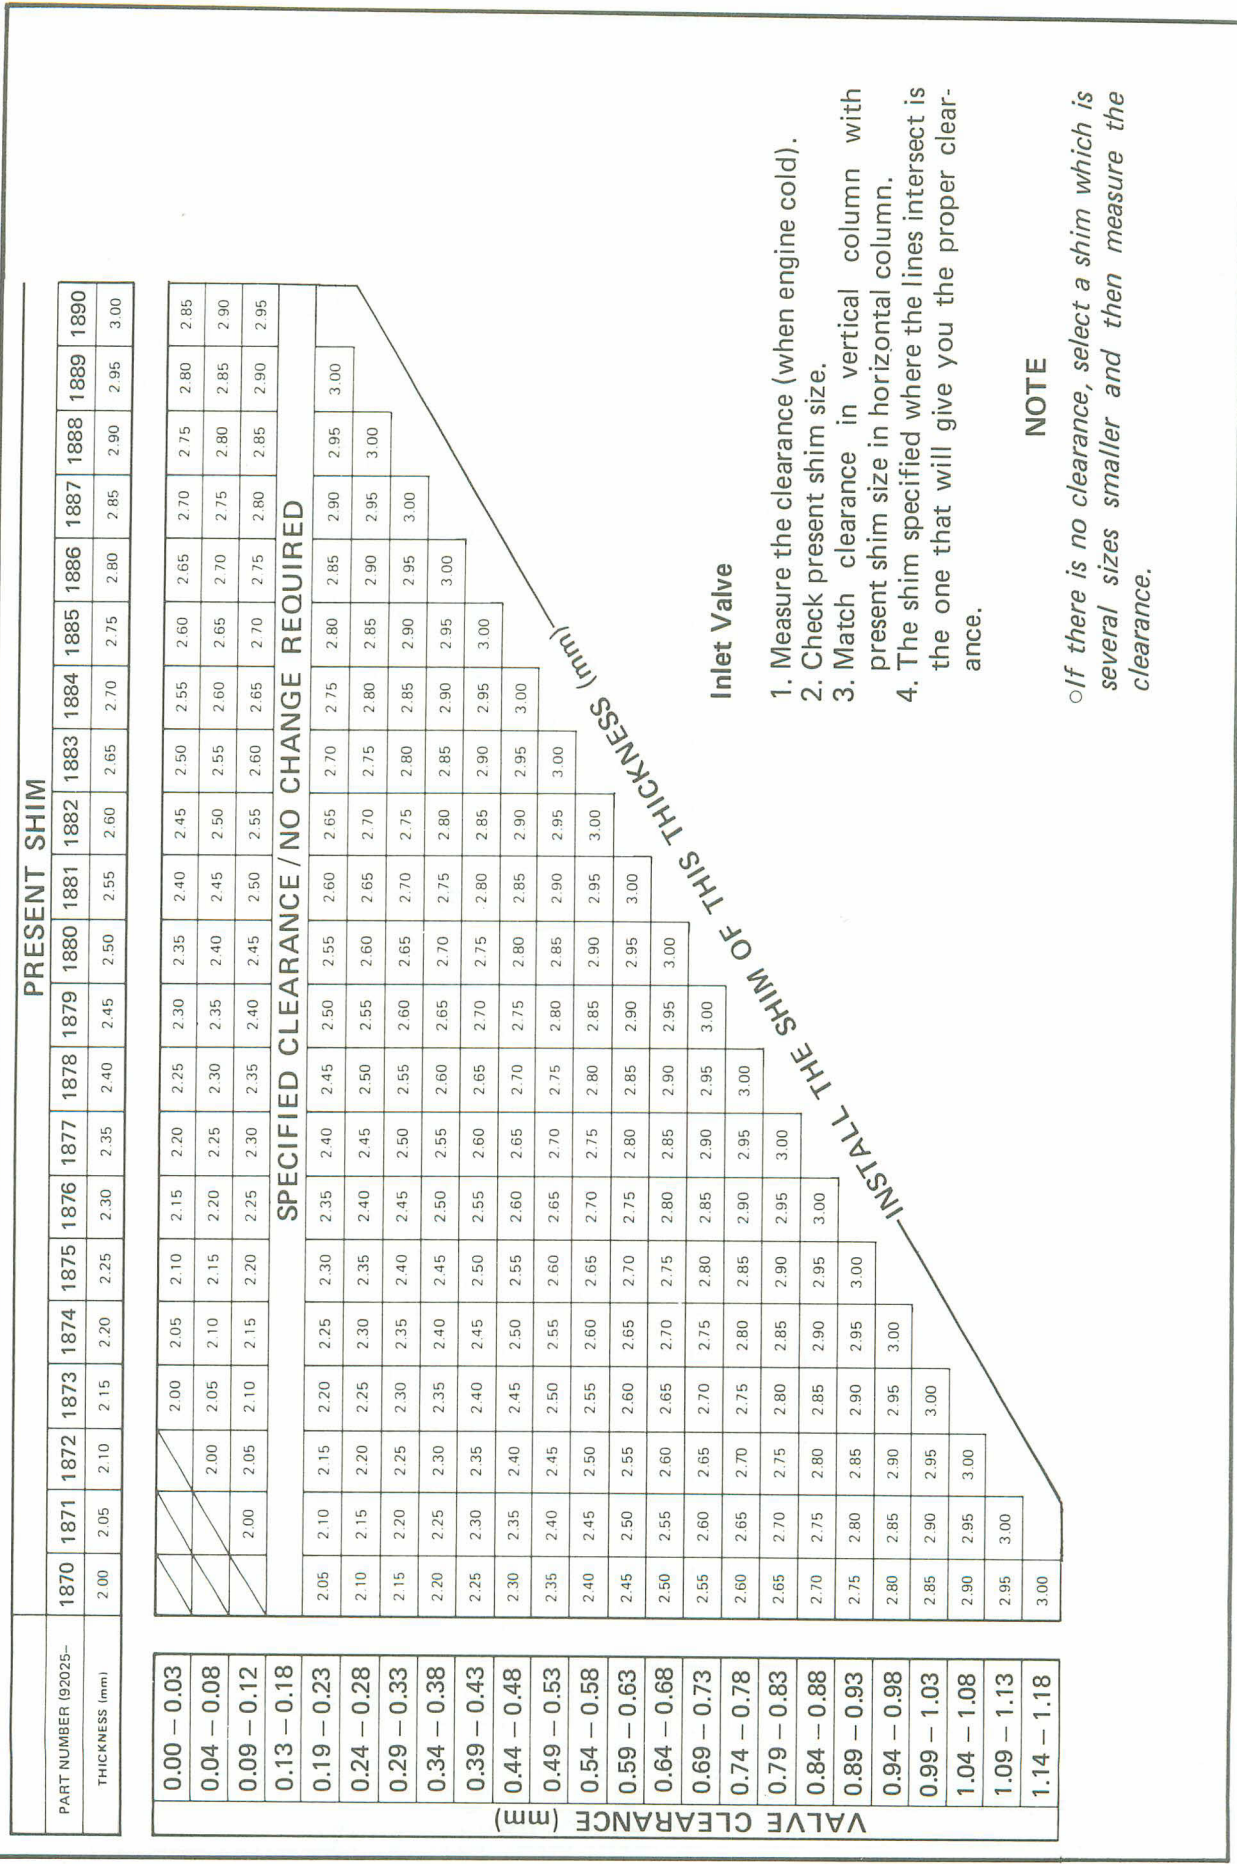 PRESENT SHIM
PART NUMBER (92025– 1870 1871 1872 1873 1874 1875 1876 1877 1878 1879 1880 1881 1882 1883 1884 1885 1886 1887 1888 1889 1890
THICKNESS (mm) 2.00 2.05 2.10 2 15 2.20 2.25 2.30 2.35 2.40 2.45 2.50 2.55 2.60 2.65 2.70 2.75 2.80 2.85 2.90 2.95 3.00
VALVE CLEARANCE (mm)
0.00 – 0.03 2.00 2.05 2.10 2.15 2.20 2.25 2.30 2.35 2.40 2.45 2.50 2.55 2.60 2.65 2.70 2.75 2.80 2.85
0.04 – 0.08 2.00 2.05 2.10 2.15 2.20 2.25 2.30 2.35 2.40 2.45 2.50 2.55 2.60 2.65 2.70 2.75 2.80 2.85 2.90
0.09 – 0.12 2.00 2.05 2.10 2.15 2.20 2.25 2.30 2.35 2.40 2.45 2.50 2.55 2.60 2.65 2.70 2.75 2.80 2.85 2.90 2.95
0.13 – 0.18 SPECIFIED CLEARANCE / NO CHANGE REQUIRED
0.19 – 0.23 2.05 2.10 2.15 2.20 2.25 2.30 2.35 2.40 2.45 2.50 2.55 2.60 2.65 2.70 2.75 2.80 2.85 2.90 2.95 3.00
0.24 – 0.28 2.10 2.15 2.20 2.25 2.30 2.35 2.40 2.45 2.50 2.55 2.60 2.65 2.70 2.75 2.80 2.85 2.90 2.95 3.00
0.29 – 0.33 2.15 2.20 2.25 2.30 2.35 2.40 2.45 2.50 2.55 2.60 2.65 2.70 2.75 2.80 2.85 2.90 2.95 3.00
0.34 – 0.38 2.20 2.25 2.30 2.35 2.40 2.45 2.50 2.55 2.60 2.65 2.70 2.75 2.80 2.85 2.90 2.95 3.00
0.39 – 0.43 2.25 2.30 2.35 2.40 2.45 2.50 2.55 2.60 2.65 2.70 2.75 2.80 2.85 2.90 2.95 3.00
0.44 – 0.48 2.30 2.35 2.40 2.45 2.50 2.55 2.60 2.65 2.70 2.75 2.80 2.85 2.90 2.95 3.00
0.49 – 0.53 2.35 2.40 2.45 2.50 2.55 2.60 2.65 2.70 2.75 2.80 2.85 2.90 2.95 3.00
0.54 – 0.58 2.40 2.45 2.50 2.55 2.60 2.65 2.70 2.75 2.80 2.85 2.90 2.95 3.00
0.59 – 0.63 2.45 2.50 2.55 2.60 2.65 2.70 2.75 2.80 2.85 2.90 2.95 3.00
0.64 – 0.68 2.50 2.55 2.60 2.65 2.70 2.75 2.80 2.85 2.90 2.95 3.00
0.69 – 0.73 2.55 2.60 2.65 2.70 2.75 2.80 2.85 2.90 2.95 3.00
0.74 – 0.78 2.60 2.65 2.70 2.75 2.80 2.85 2.90 2.95 3.00
0.79 – 0.83 2.65 2.70 2.75 2.80 2.85 2.90 2.95 3.00
0.84 – 0.88 2.70 2.75 2.80 2.85 2.90 2.95 3.00
0.89 – 0.93 2.75 2.80 2.85 2.90 2.95 3.00
0.94 – 0.98 2.80 2.85 2.90 2.95 3.00
0.99 – 1.03 2.85 2.90 2.95 3.00
1.04 – 1.08 2.90 2.95 3.00
1.09 – 1.13 2.95 3.00
1.14 – 1.18 3.00
INSTALL THE SHIM OF THIS THICKNESS (mm)
Inlet Valve
1. Measure the clearance (when engine cold).
2. Check present shim size.
3. Match clearance in vertical column with
present shim size in horizontal column.
4. The shim specified where the lines intersect is
the one that will give you the proper clear-
ance.
NOTE
○If there is no clearance, select a shim which is
several sizes smaller and then measure the
clearance.